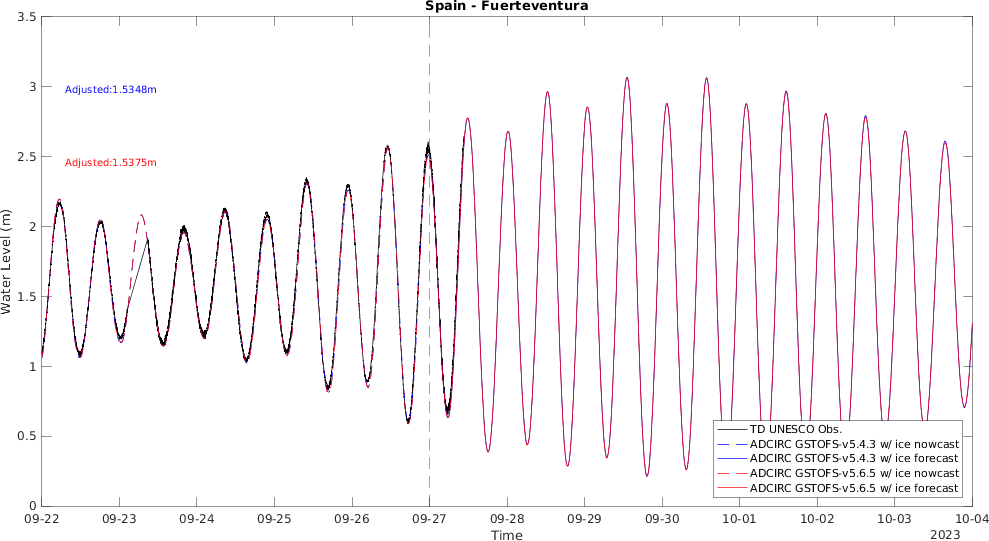 Spain - Fuerteventura
3.5
3
2.5
2
1.5
1
0.5
0
Water Level (m)
Adjusted:1.5348m
Adjusted:1.5375m
TD UNESCO Obs.
ADCIRC GSTOFS-v5.4.3 w/ ice nowcast
ADCIRC GSTOFS-v5.4.3 w/ ice forecast
ADCIRC GSTOFS-v5.6.5 w/ ice nowcast
ADCIRC GSTOFS-v5.6.5 w/ ice forecast
09-22 09-23 09-24 09-25 09-26 09-27 09-28 09-29 09-30 10-01 10-02 10-03 10-04
Time
2023